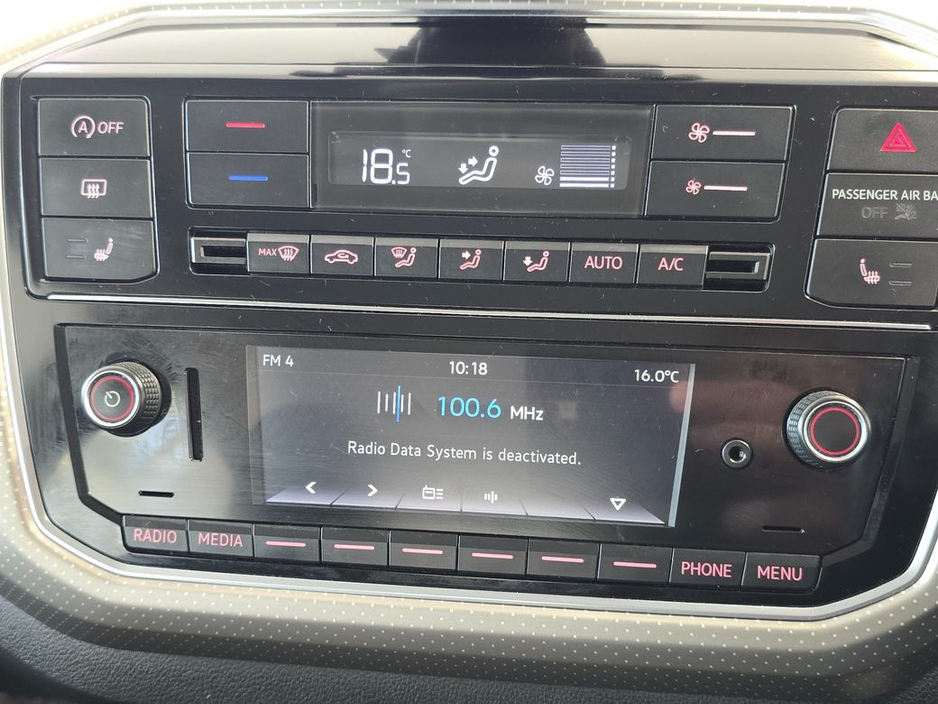 A OFF
18.5 °C
PASSENGER AIR BA
OFF
MAX
AUTO
A/C
FM 4
10:18
16.0°C
100.6 MHz
Radio Data System is deactivated.
RADIO
MEDIA
PHONE
MENU